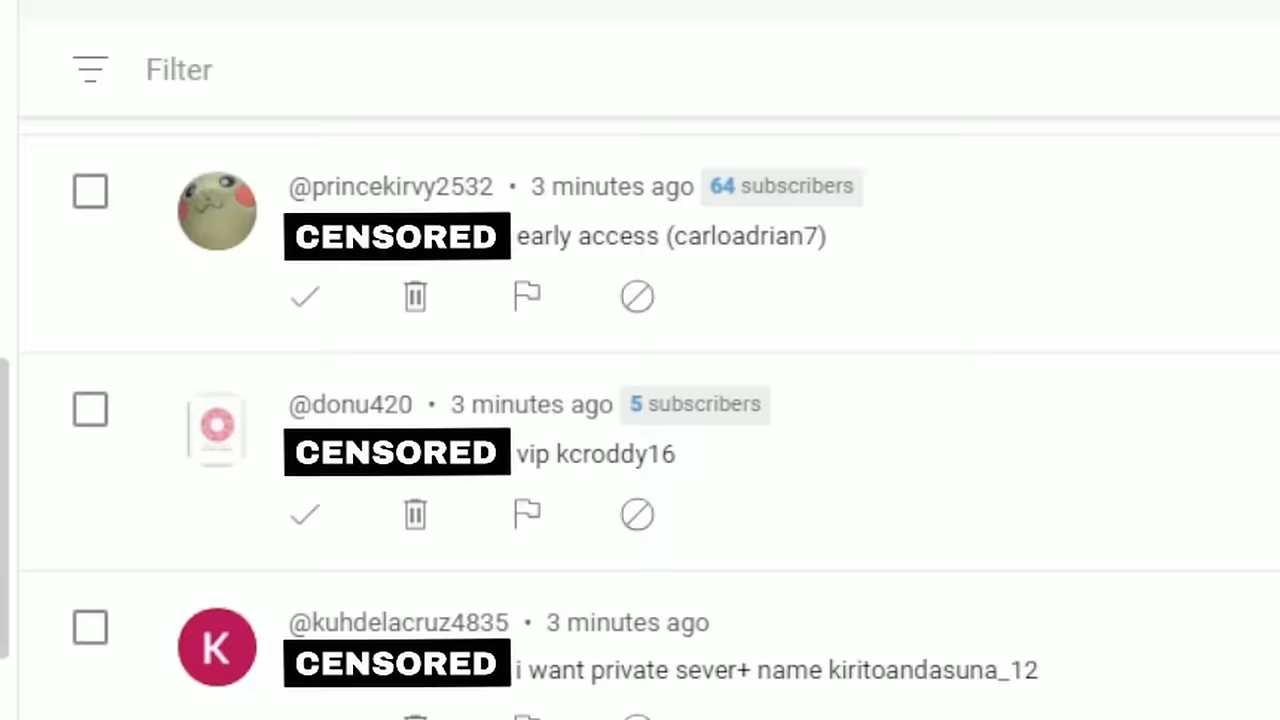 Filter
@princekirvy2532 • 3 minutes ago 64 subscribers
CENSORED early access (carloadrian7)
@donu420 • 3 minutes ago 5 subscribers
CENSORED vip kcroddy16
K
@kuhdelacruz4835 • 3 minutes ago
CENSORED i want private sever+ name kiritoandasuna_12